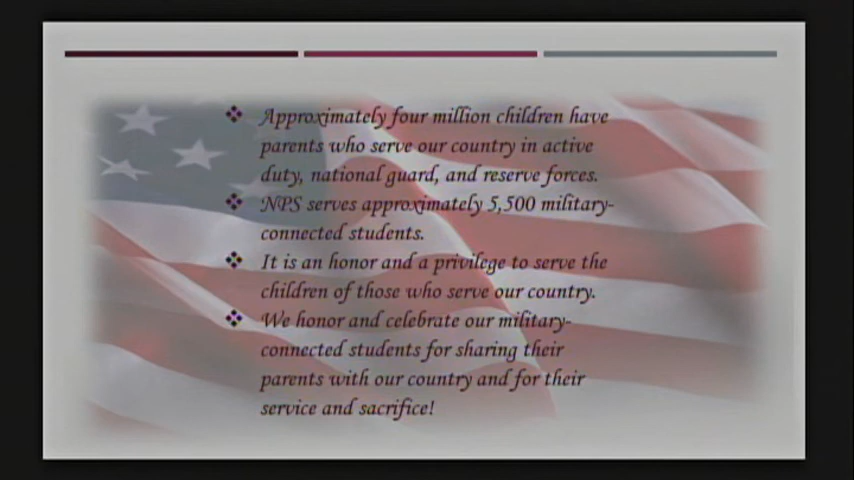 Approximately four million children have
parents who serve our country in active
duty, national guard, and reserve forces.
NPS serves approximately 5,500 military-
connected students.
It is an honor and a privilege to serve the
children of those who serve our country.
We honor and celebrate our military-
connected students for sharing their
parents with our country and for their
service and sacrifice!